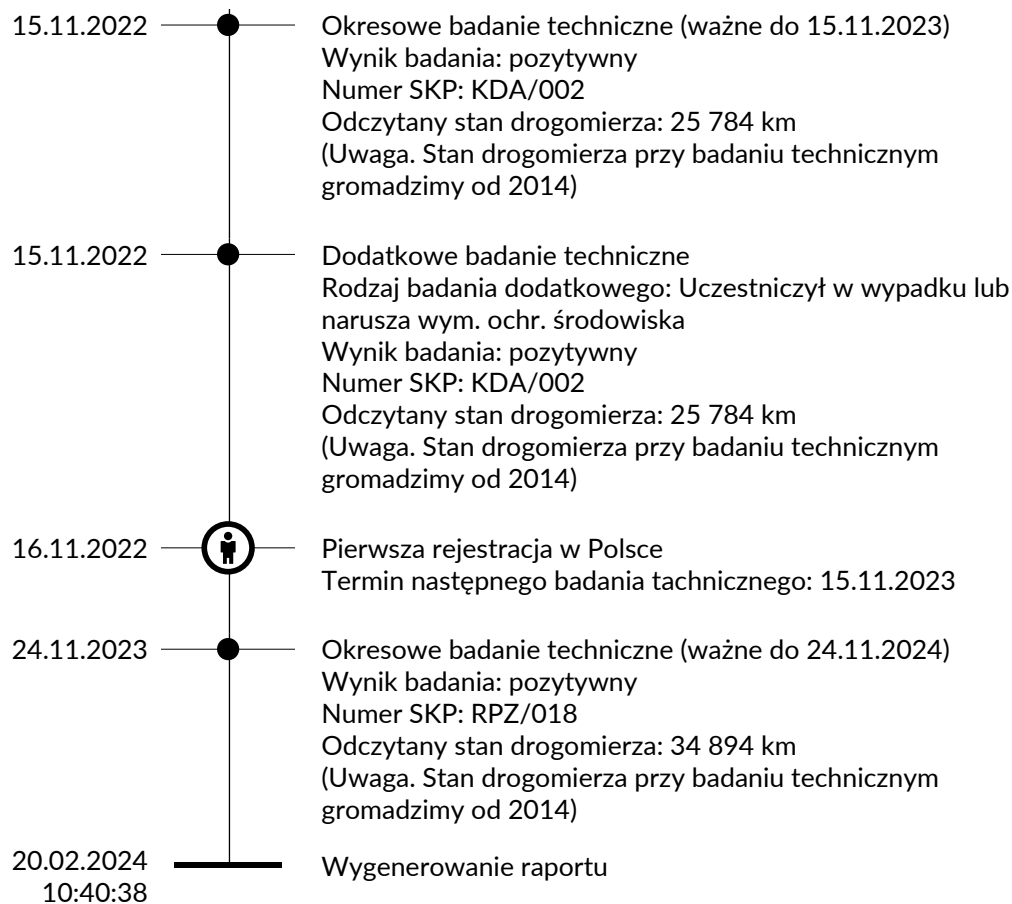 15.11.2022
Okresowe badanie techniczne (ważne do 15.11.2023)
Wynik badania: pozytywny
Numer SKP: KDA/002
Odczytany stan drogomierza: 25 784 km
(Uwaga. Stan drogomierza przy badaniu technicznym
gromadzimy od 2014)
15.11.2022
Dodatkowe badanie techniczne
Rodzaj badania dodatkowego: Uczestniczył w wypadku lub
narusza wym. ochr. środowiska
Wynik badania: pozytywny
Numer SKP: KDA/002
Odczytany stan drogomierza: 25 784 km
(Uwaga. Stan drogomierza przy badaniu technicznym
gromadzimy od 2014)
16.11.2022
Pierwsza rejestracja w Polsce
Termin następnego badania tachnicznego: 15.11.2023
24.11.2023
Okresowe badanie techniczne (ważne do 24.11.2024)
Wynik badania: pozytywny
Numer SKP: RPZ/018
Odczytany stan drogomierza: 34 894 km
(Uwaga. Stan drogomierza przy badaniu technicznym
gromadzimy od 2014)
20.02.2024
10:40:38
Wygenerowanie raportu